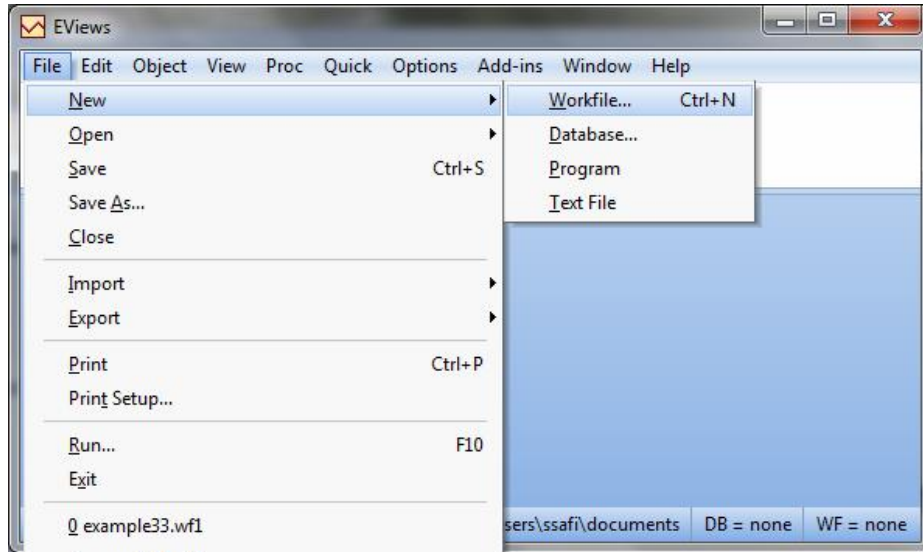 EViews
File Edit Object View Proc Quick Options Add-ins Window Help
New
Open
Save Ctrl+S
Save As...
Close
Import
Export
Print Ctrl+P
Print Setup...
Run... F10
Exit
0 example33.wf1
Workfile... Ctrl+N
Database...
Program
Text File
sers\ssafi\documents DB = none WF = none